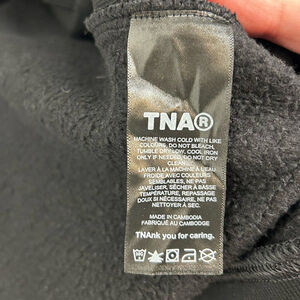 TNA®
MACHINE WASH COLD WITH LIKE
COLOURS, DO NOT BLEACH,
TUMBLE DRY LOW, COOL IRON
ONLY IF NEEDED, DO NOT DRY
CLEAN.
LAVER À LA MACHINE À L'EAU
FROIDE AVEC COULEURS
SEMBLABLES, NE PAS
JAVELISER, SÉCHER À BASSE
TEMPÉRATURE, REPASSAGE
DOUX SI NÉCESSAIRE, NE PAS
NETTOYER À SEC.
MADE IN CAMBODIA
FABRIQUÉ AU CAMBODGE
TNAnk you for caring.